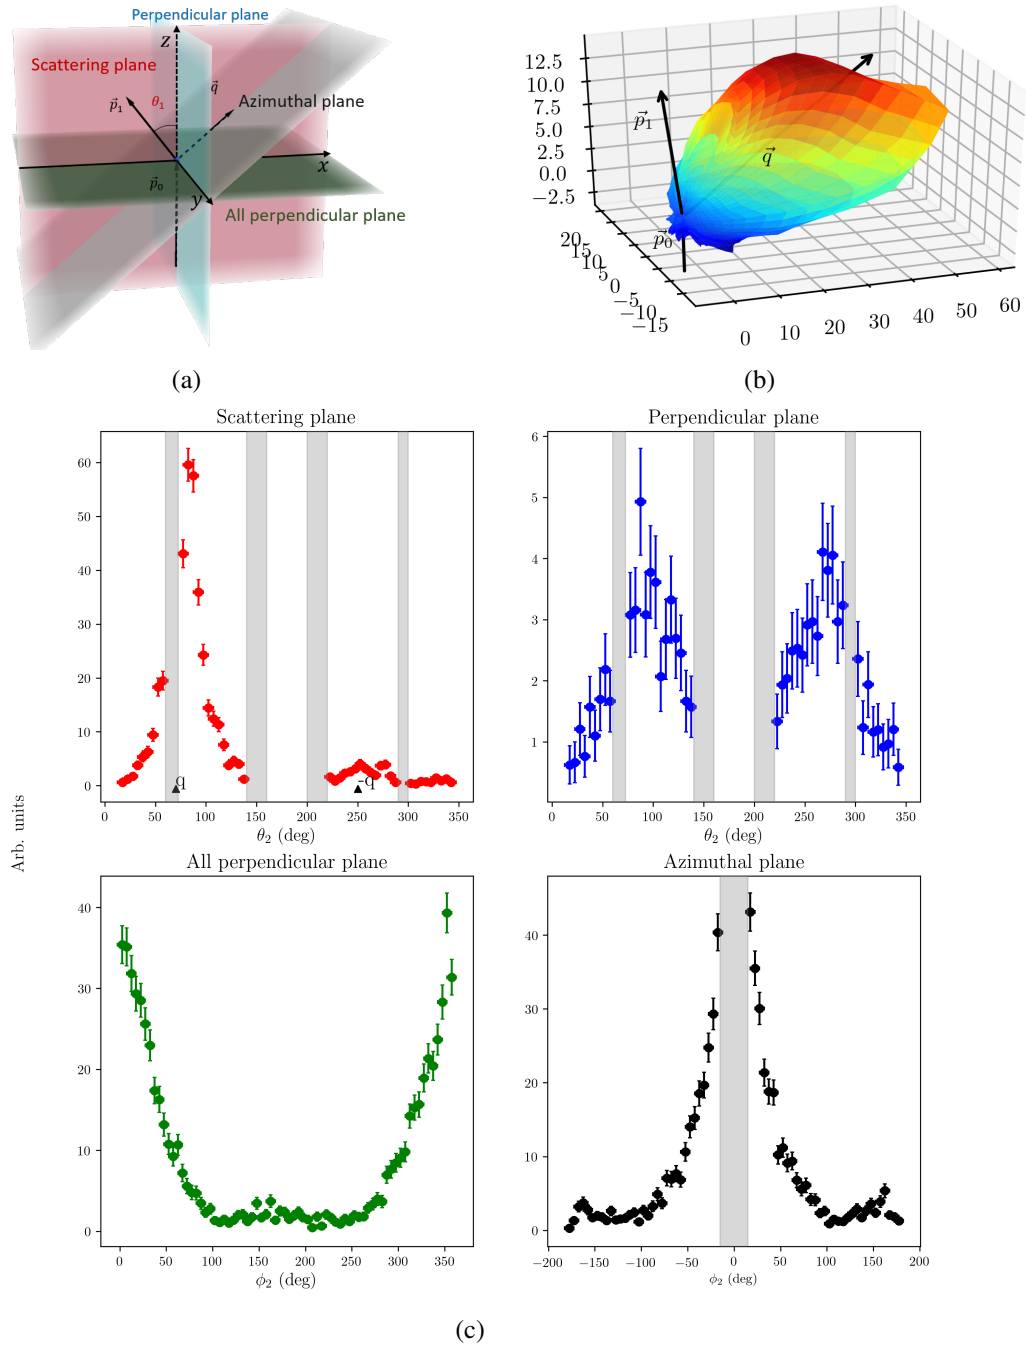 Perpendicular plane
z
Scattering plane
p⃗₁
θ₁
q⃗
Azimuthal plane
x
p⃗₀
y
All perpendicular plane
(a)
12.5
10.0
7.5
5.0
2.5
0.0
−2.5
p⃗₁
q⃗
p⃗₀
20
15
10
5
0
−5
−10
−15
0 10 20 30 40 50 60
(b)
Scattering plane
60
50
40
30
20
10
0
q
-q
0 50 100 150 200 250 300 350
θ₂ (deg)
Perpendicular plane
6
5
4
3
2
1
0 50 100 150 200 250 300 350
θ₂ (deg)
Arb. units
All perpendicular plane
40
30
20
10
0
0 50 100 150 200 250 300 350
ϕ₂ (deg)
Azimuthal plane
40
30
20
10
0
−200 −150 −100 −50 0 50 100 150 200
ϕ₂ (deg)
(c)